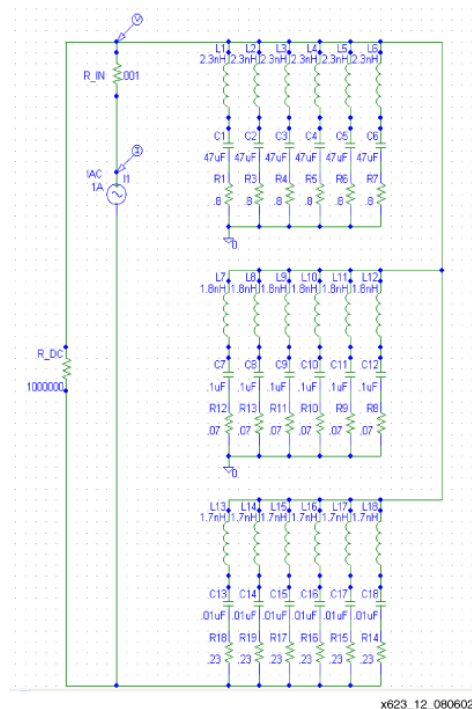 V
L1 L2 L3 L4 L5 L6
2.3nH 2.3nH 2.3nH 2.3nH 2.3nH 2.3nH
R_IN .001
C1 C2 C3 C4 C5 C6
47uF 47uF 47uF 47uF 47uF 47uF
I
IAC I1
1A
R1 R3 R4 R5 R6 R7
.8 .8 .8 .8 .8 .8
0
L7 L8 L9 L10 L11 L12
1.8nH 1.8nH 1.8nH 1.8nH 1.8nH 1.8nH
R_DC
1000000
C7 C8 C9 C10 C11 C12
.1uF .1uF .1uF .1uF .1uF .1uF
R12 R13 R11 R10 R9 R8
.07 .07 .07 .07 .07 .07
0
L13 L14 L15 L16 L17 L18
1.7nH 1.7nH 1.7nH 1.7nH 1.7nH 1.7nH
C13 C14 C15 C16 C17 C18
.01uF .01uF .01uF .01uF .01uF .01uF
R18 R19 R17 R16 R15 R14
.23 .23 .23 .23 .23 .23
x623_12_080602